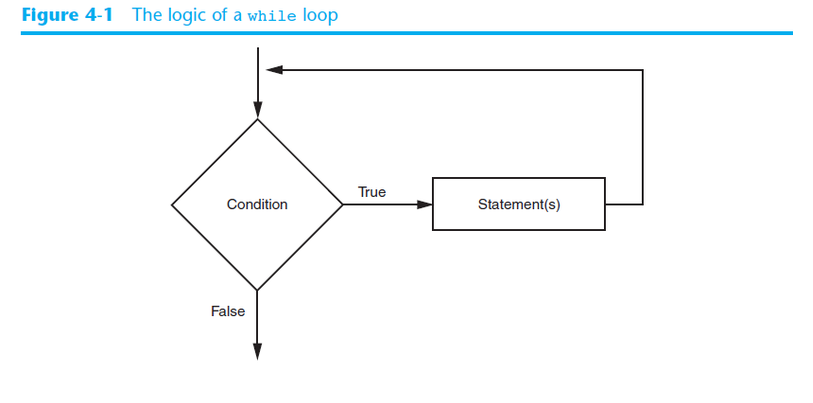 Figure 4-1 The logic of a while loop
True
Condition
Statement(s)
False